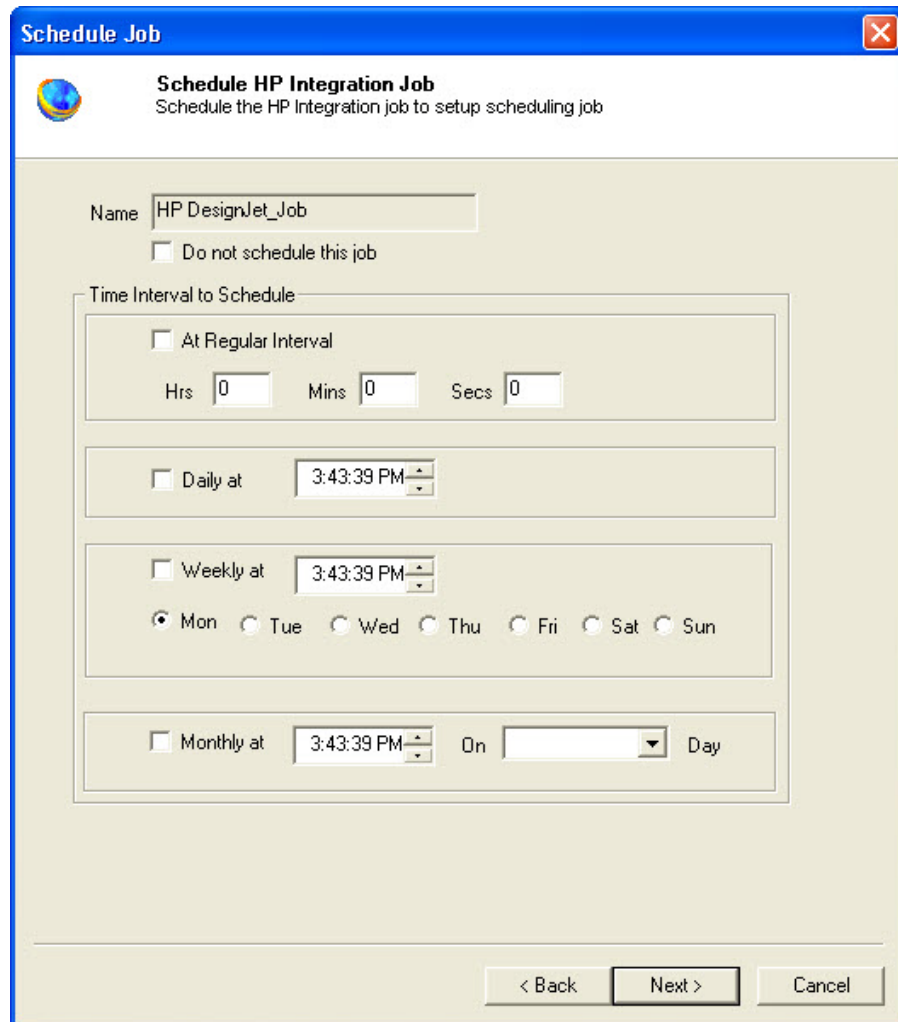 Schedule Job
Schedule HP Integration Job
Schedule the HP Integration job to setup scheduling job
Name HP DesignJet_Job
Do not schedule this job
Time Interval to Schedule
At Regular Interval
Hrs 0 Mins 0 Secs 0
Daily at 3:43:39 PM
Weekly at 3:43:39 PM
Mon Tue Wed Thu Fri Sat Sun
Monthly at 3:43:39 PM On Day
< Back Next > Cancel